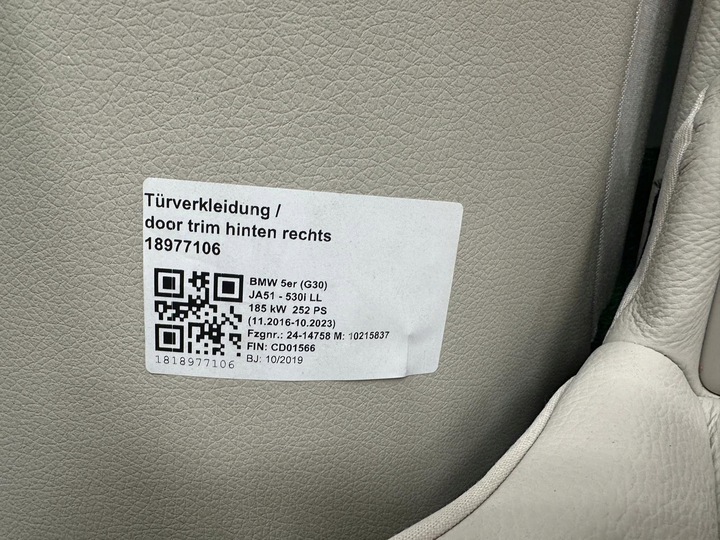 Türverkleidung /
door trim hinten rechts
18977106
BMW 5er (G30)
JA51 - 530i LL
185 kW 252 PS
(11.2016-10.2023)
Fzgnr.: 24-14758 M: 10215837
FIN: CD01566
BJ: 10/2019
1818977106